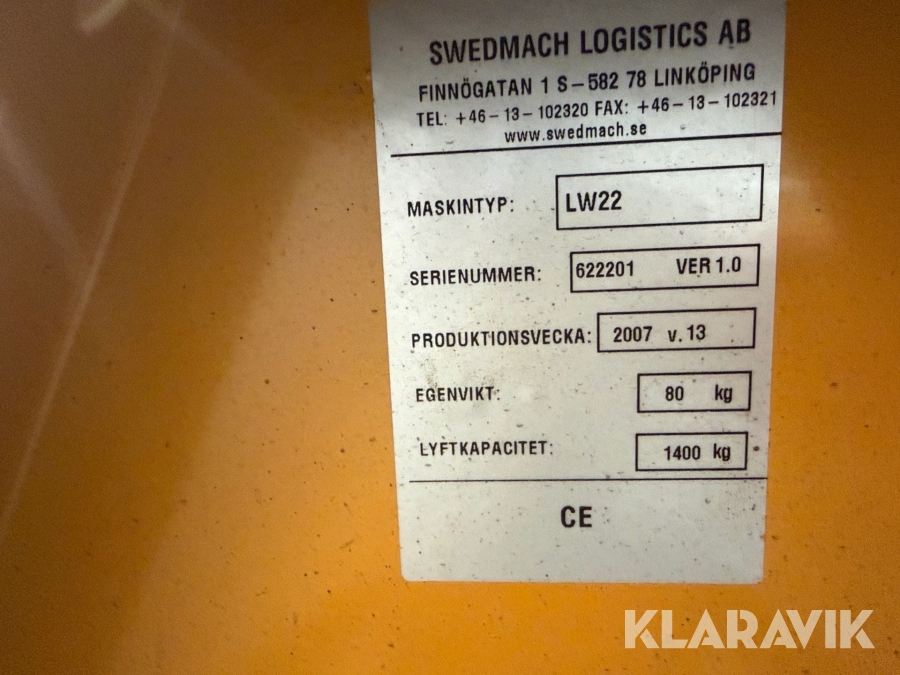 SWEDMACH LOGISTICS AB
FINNÖGATAN 1 S-582 78 LINKÖPING
TEL: +46-13-102320 FAX: +46-13-102321
www.swedmach.se
MASKINTYP: LW22
SERIENUMMER: 622201 VER 1.0
PRODUKTIONSVECKA: 2007 v. 13
EGENVIKT: 80 kg
LYFTKAPACITET: 1400 kg
CE
KLARAVIK